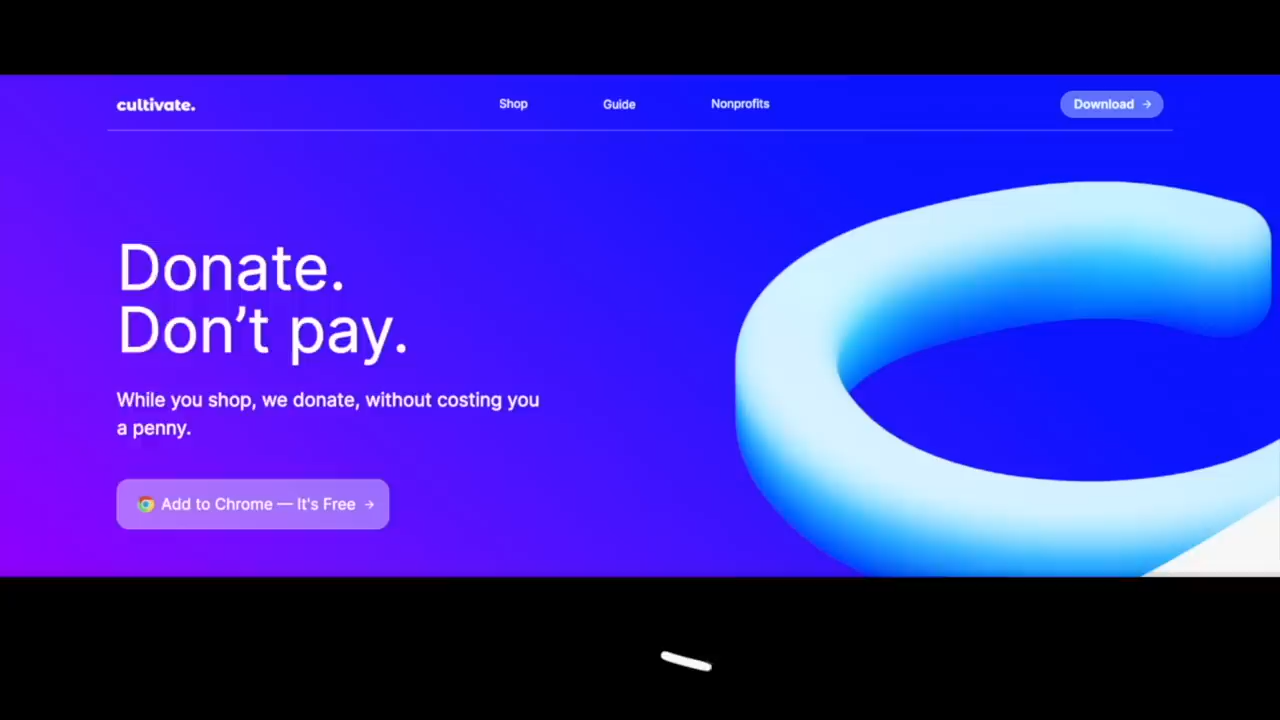 cultivate.
Shop
Guide
Nonprofits
Download →
Donate.
Don’t pay.
While you shop, we donate, without costing you
a penny.
Add to Chrome — It's Free →